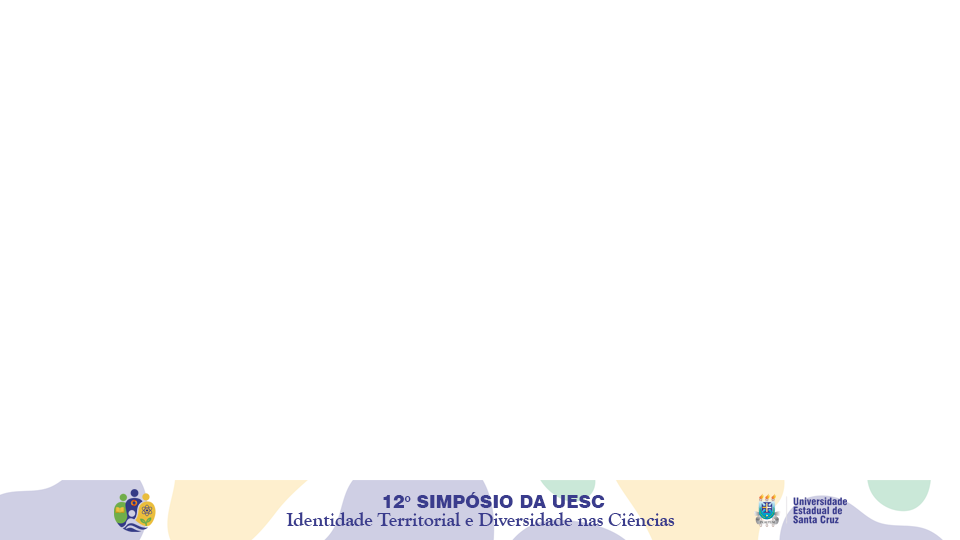 12º SIMPÓSIO DA UESC
Identidade Territorial e Diversidade nas Ciências
Universidade
Estadual de
Santa Cruz